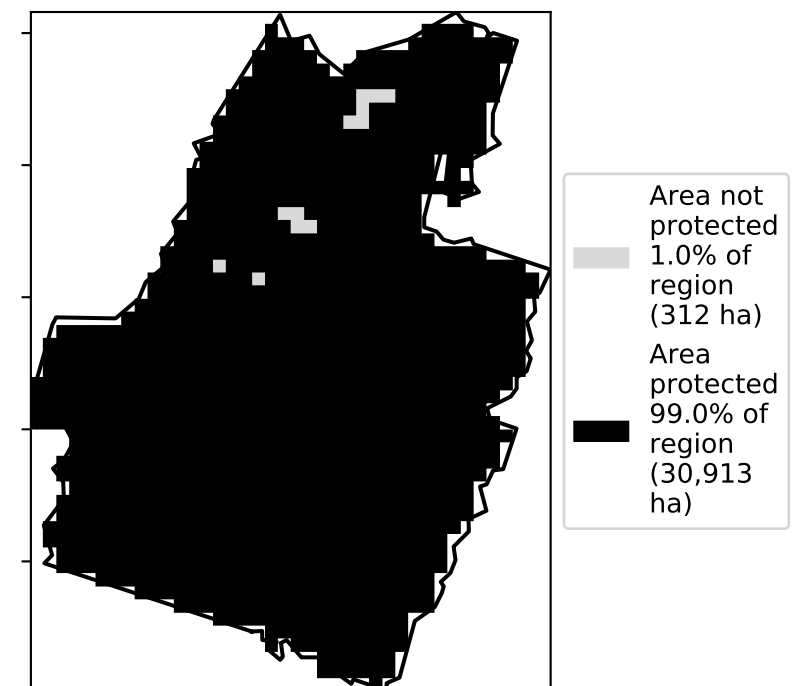 Area not
protected
1.0% of
region
(312 ha)
Area
protected
99.0% of
region
(30,913
ha)